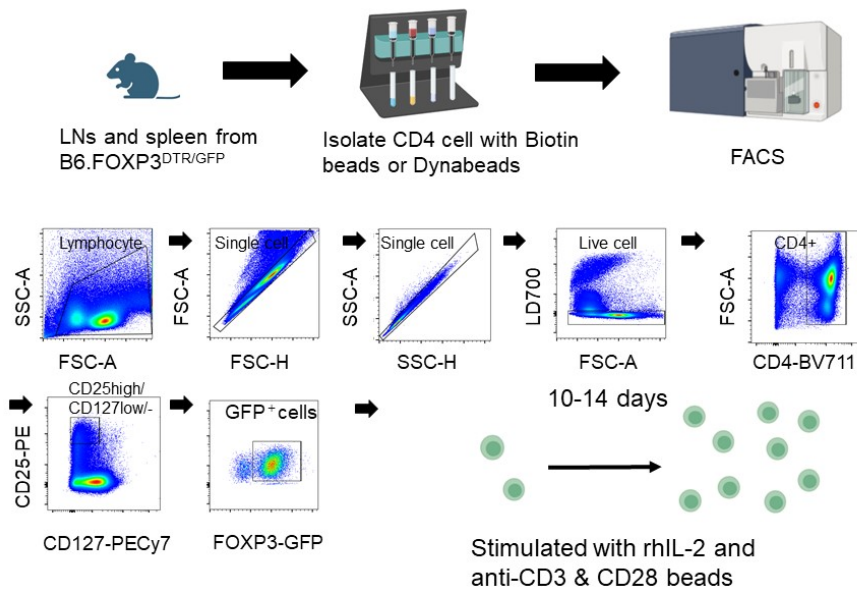 LNs and spleen from
B6.FOXP3DTR/GFP
Isolate CD4 cell with Biotin
beads or Dynabeads
FACS
Lymphocyte
SSC-A
FSC-A
Single cell
FSC-A
FSC-H
Single cell
SSC-A
SSC-H
Live cell
LD700
FSC-A
CD4+
FSC-A
CD4-BV711
CD25high/
CD127low/-
CD25-PE
CD127-PECy7
GFP+ cells
FOXP3-GFP
10-14 days
Stimulated with rhIL-2 and
anti-CD3 & CD28 beads